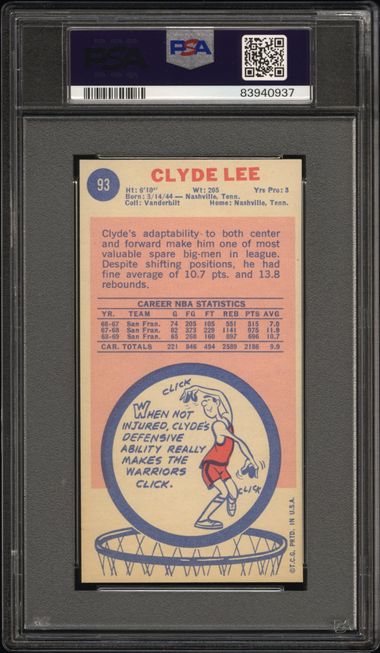 PSA
PSA
83940937
93
CLYDE LEE
Ht: 6'10" Wt: 205 Yrs Pro: 3
Born: 3/14/44 — Nashville, Tenn.
Coll: Vanderbilt Home: Nashville, Tenn.
Clyde's adaptability to both center
and forward make him one of most
valuable spare big-men in league.
Despite shifting positions, he had
fine average of 10.7 pts. and 13.8
rebounds.
CAREER NBA STATISTICS
YR. TEAM G FG FT REB PTS AVG
66-67 San Fran. 74 205 105 551 515 7.0
67-68 San Fran. 82 373 229 1141 975 11.9
68-69 San Fran. 65 268 160 897 696 10.7
CAR. TOTALS 221 846 494 2589 2186 9.9
CLICK
WHEN NOT
INJURED, CLYDE'S
DEFENSIVE
ABILITY REALLY
MAKES THE
WARRIORS
CLICK.
CLICK
©T.C.G. PRTD. IN U.S.A.